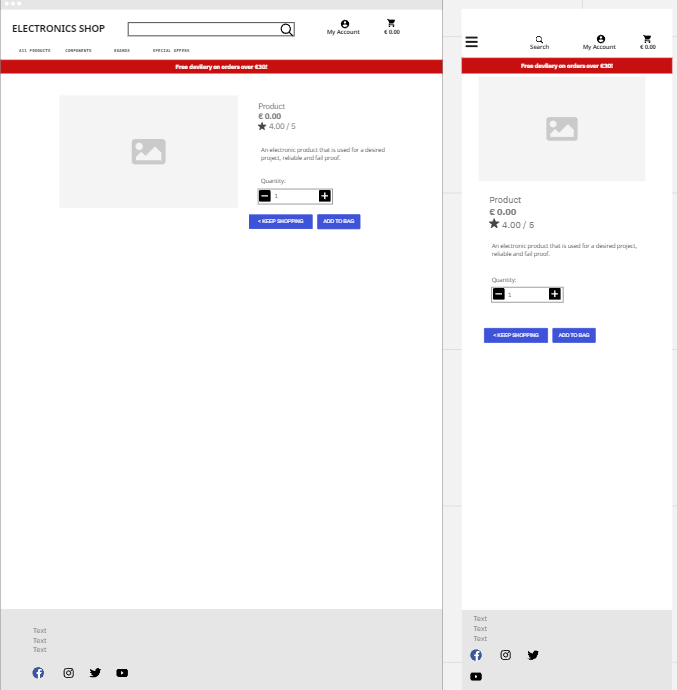 ELECTRONICS SHOP
My Account
€ 0.00
ALL PRODUCTS COMPONENTS BOARDS SPECIAL OFFERS
Free devilery on orders over €30!
Product
€ 0.00
4.00 / 5
An electronic product that is used for a desired
project, reliable and fail proof.
Quantity:
1
< KEEP SHOPPING ADD TO BAG
Text
Text
Text
Search My Account € 0.00
Free devilery on orders over €30!
Product
€ 0.00
4.00 / 5
An electronic product that is used for a desired project,
reliable and fail proof.
Quantity:
1
< KEEP SHOPPING ADD TO BAG
Text
Text
Text